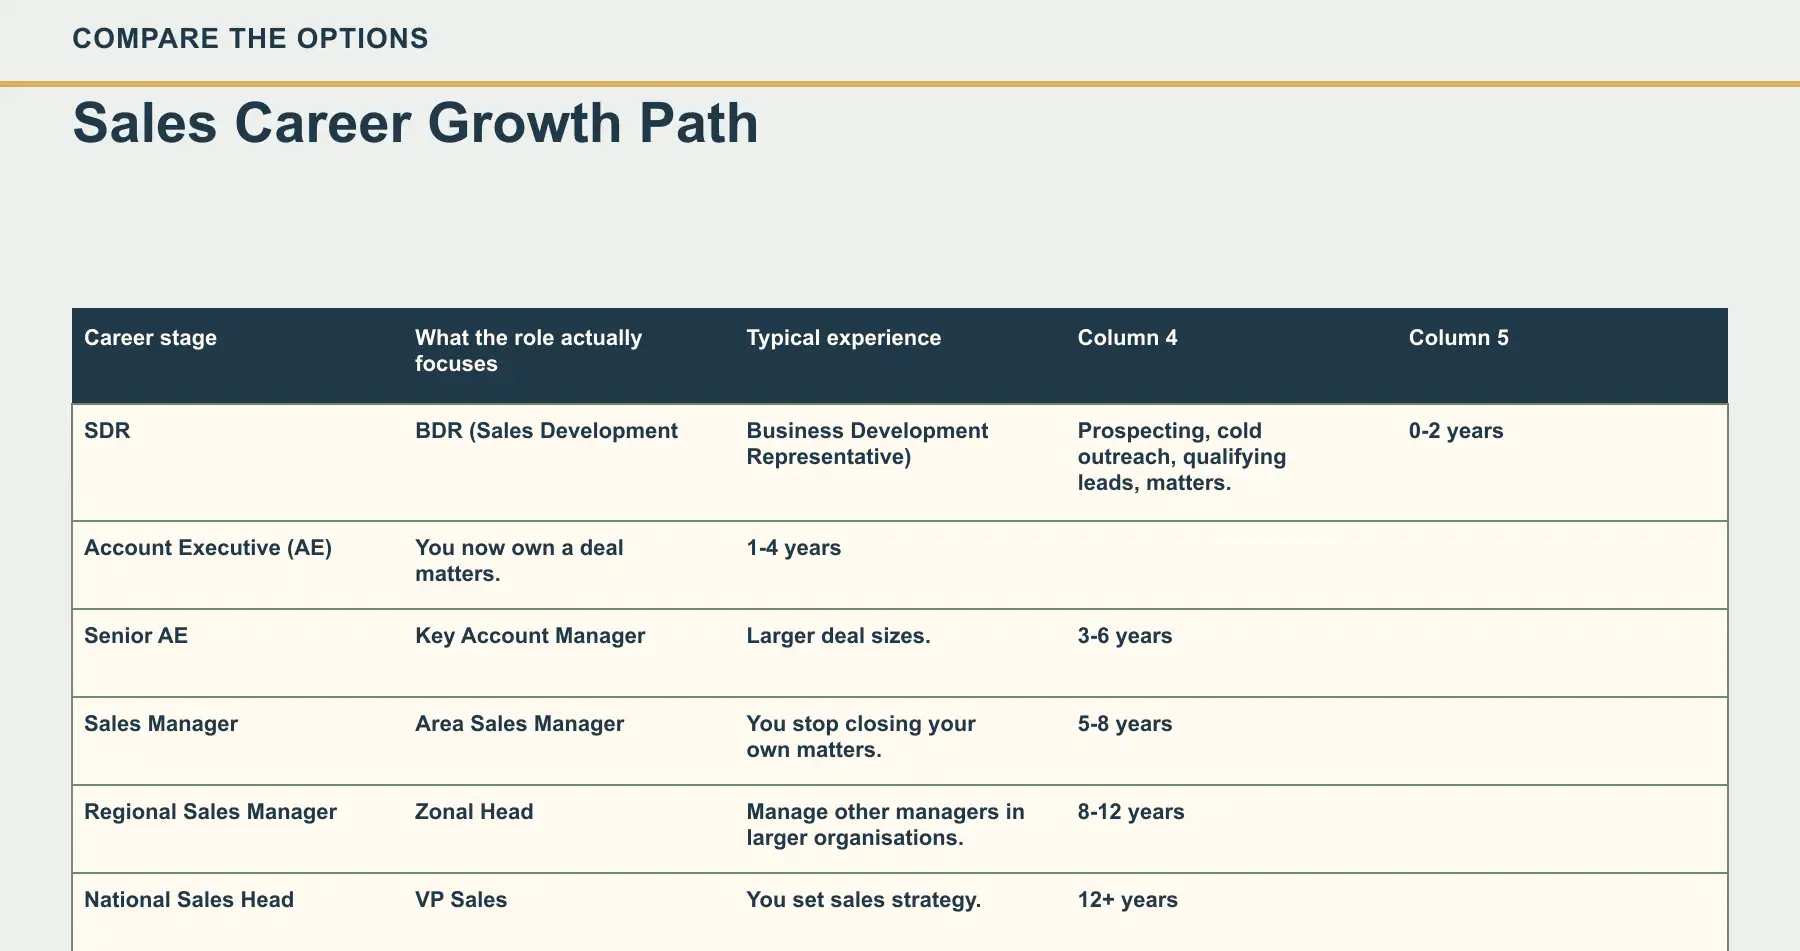 COMPARE THE OPTIONS
Sales Career Growth Path
Career stage
What the role actually
focuses
Typical experience
Column 4
Column 5
SDR
BDR (Sales Development
Business Development
Representative)
Prospecting, cold
outreach, qualifying
leads, matters.
0-2 years
Account Executive (AE)
You now own a deal
matters.
1-4 years
Senior AE
Key Account Manager
Larger deal sizes.
3-6 years
Sales Manager
Area Sales Manager
You stop closing your
own matters.
5-8 years
Regional Sales Manager
Zonal Head
Manage other managers in
larger organisations.
8-12 years
National Sales Head
VP Sales
You set sales strategy.
12+ years